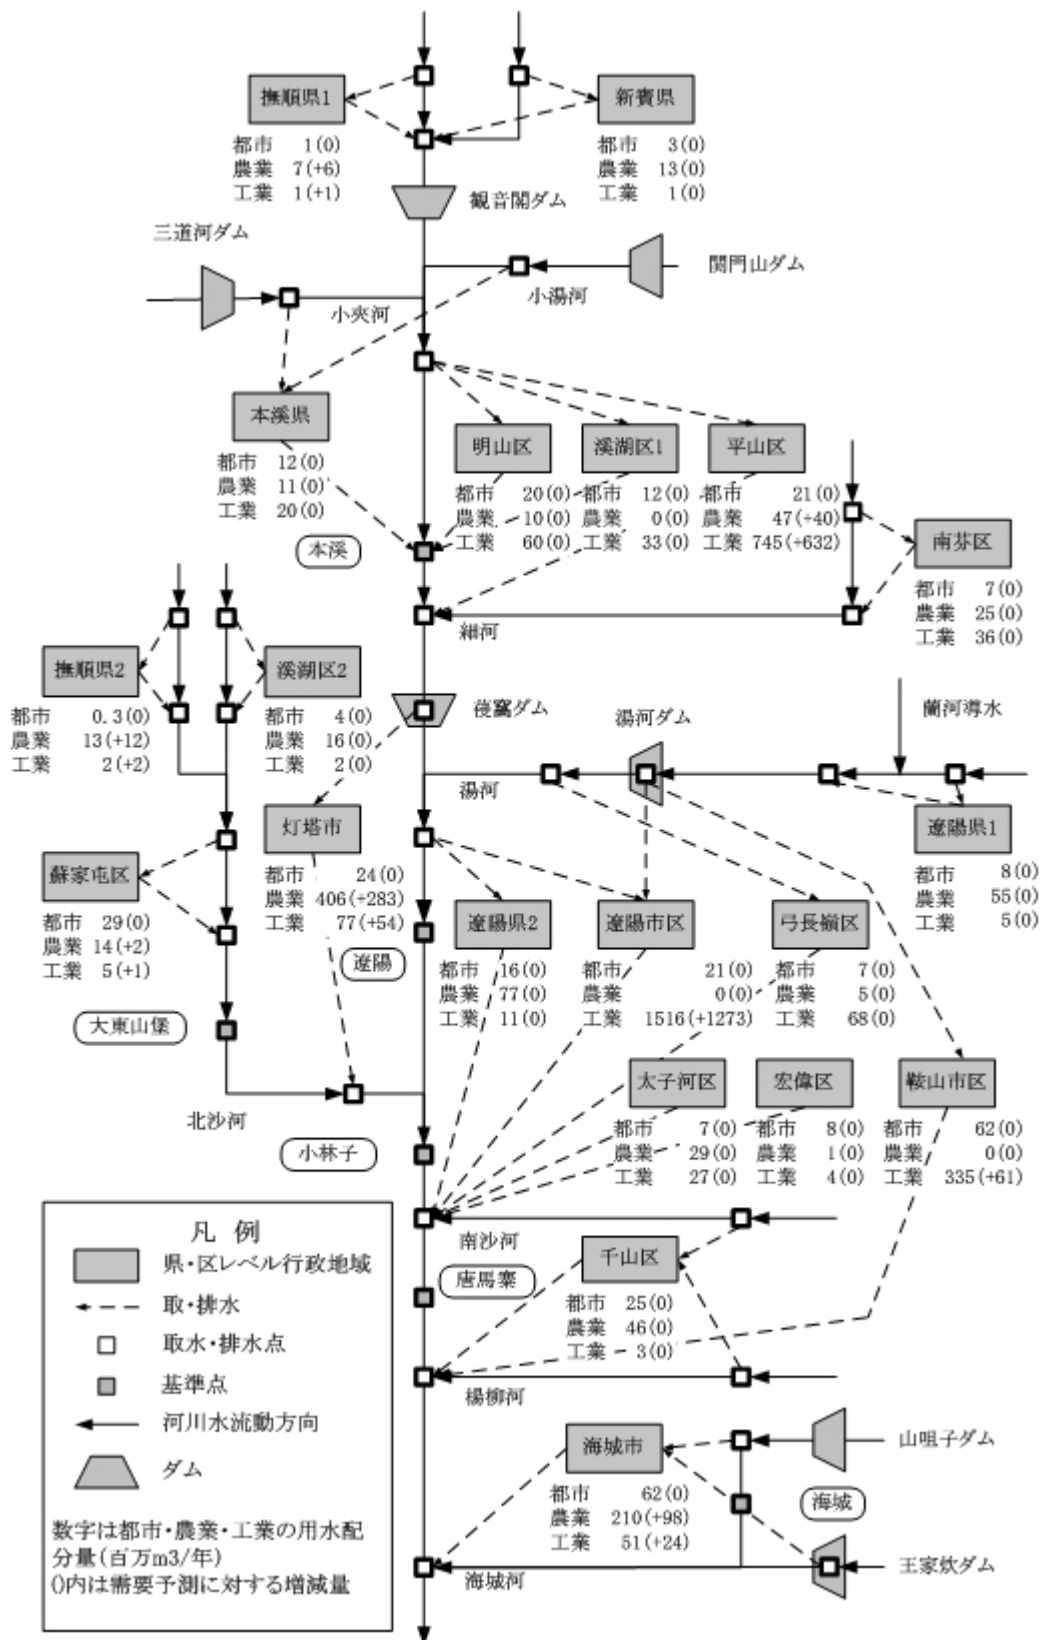 撫順県1
都市 1(0)
農業 7(+6)
工業 1(+1)
新賓県
都市 3(0)
農業 13(0)
工業 1(0)
観音閣ダム
三道河ダム
関門山ダム
小夾河
小湯河
本溪県
都市 12(0)
農業 11(0)
工業 20(0)
明山区
都市 20(0)
農業 10(0)
工業 60(0)
溪湖区1
都市 12(0)
農業 0(0)
工業 33(0)
平山区
都市 21(0)
農業 47(+40)
工業 745(+632)
南芬区
都市 7(0)
農業 25(0)
工業 36(0)
本溪
細河
撫順県2
都市 0.3(0)
農業 13(+12)
工業 2(+2)
溪湖区2
都市 4(0)
農業 16(0)
工業 2(0)
葠窩ダム
湯河ダム
蘭河導水
湯河
灯塔市
都市 24(0)
農業 406(+283)
工業 77(+54)
遼陽県1
都市 8(0)
農業 55(0)
工業 5(0)
蘇家屯区
都市 29(0)
農業 14(+2)
工業 5(+1)
遼陽
遼陽県2
都市 16(0)
農業 77(0)
工業 11(0)
遼陽市区
都市 21(0)
農業 0(0)
工業 1516(+1273)
弓長嶺区
都市 7(0)
農業 5(0)
工業 68(0)
大東山堡
北沙河
太子河区
都市 7(0)
農業 29(0)
工業 27(0)
宏偉区
都市 8(0)
農業 1(0)
工業 4(0)
鞍山市区
都市 62(0)
農業 0(0)
工業 335(+61)
小林子
南沙河
唐馬寨
千山区
都市 25(0)
農業 46(0)
工業 3(0)
楊柳河
海城市
都市 62(0)
農業 210(+98)
工業 51(+24)
山咀子ダム
海城
王家炊ダム
海城河
凡 例
県・区レベル行政地域
取・排水
取水・排水点
基準点
河川水流動方向
ダム
数字は都市・農業・工業の用水配
分量(百万m3/年)
()内は需要予測に対する増減量